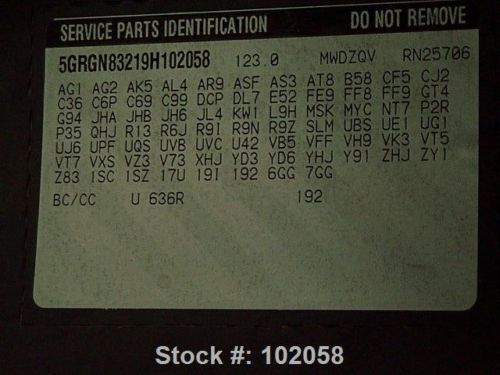 SERVICE PARTS IDENTIFICATION DO NOT REMOVE
5GRGN83219H102058 123.0 MWDZQV RN25706
AG1 AG2 AK5 AL4 AR9 ASF AS3 AT8 B58 CF5 CJ2
C36 C6P C69 C99 DCP DL7 E52 FE9 FF8 FF9 GT4
G94 JHA JHB JH6 JL4 KW1 L9H MSK MYC NT7 P2R
P35 QHJ R13 R6J R9I R9N R9Z SLM UBS UE1 UG1
UJ6 UPF UQS UVB UVC U42 VB5 VFF VH9 VK3 VT5
VT7 VXS VZ3 V73 XHJ YD3 YD6 YHJ Y91 ZHJ ZY1
Z83 1SC 1SZ 17U 19I 192 6GG 7GG
BC/CC U 636R 192
Stock #: 102058